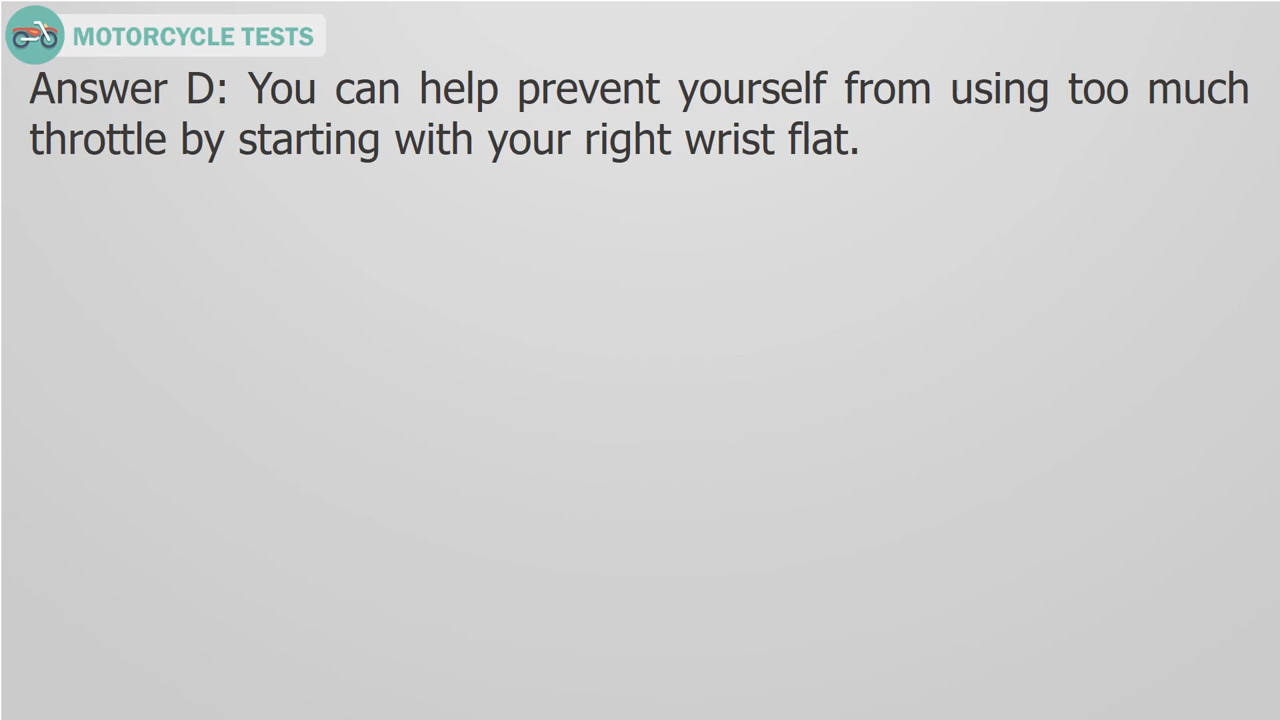 MOTORCYCLE TESTS
Answer D: You can help prevent yourself from using too much
throttle by starting with your right wrist flat.